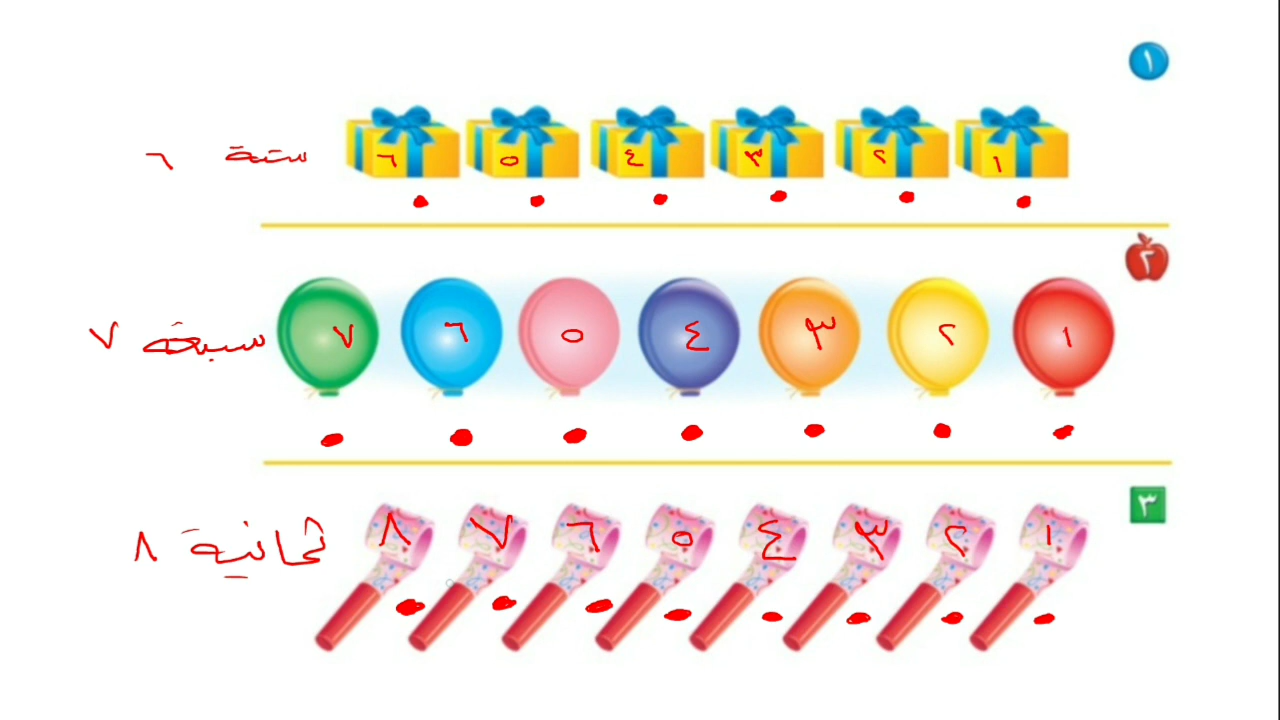 ١
١ ٢ ٣ ٤ ٥ ٦ ستة ٦
٢
١ ٢ ٣ ٤ ٥ ٦ ٧ سبعة ٧
٣
١ ٢ ٣ ٤ ٥ ٦ ٧ ٨ ثمانية ٨